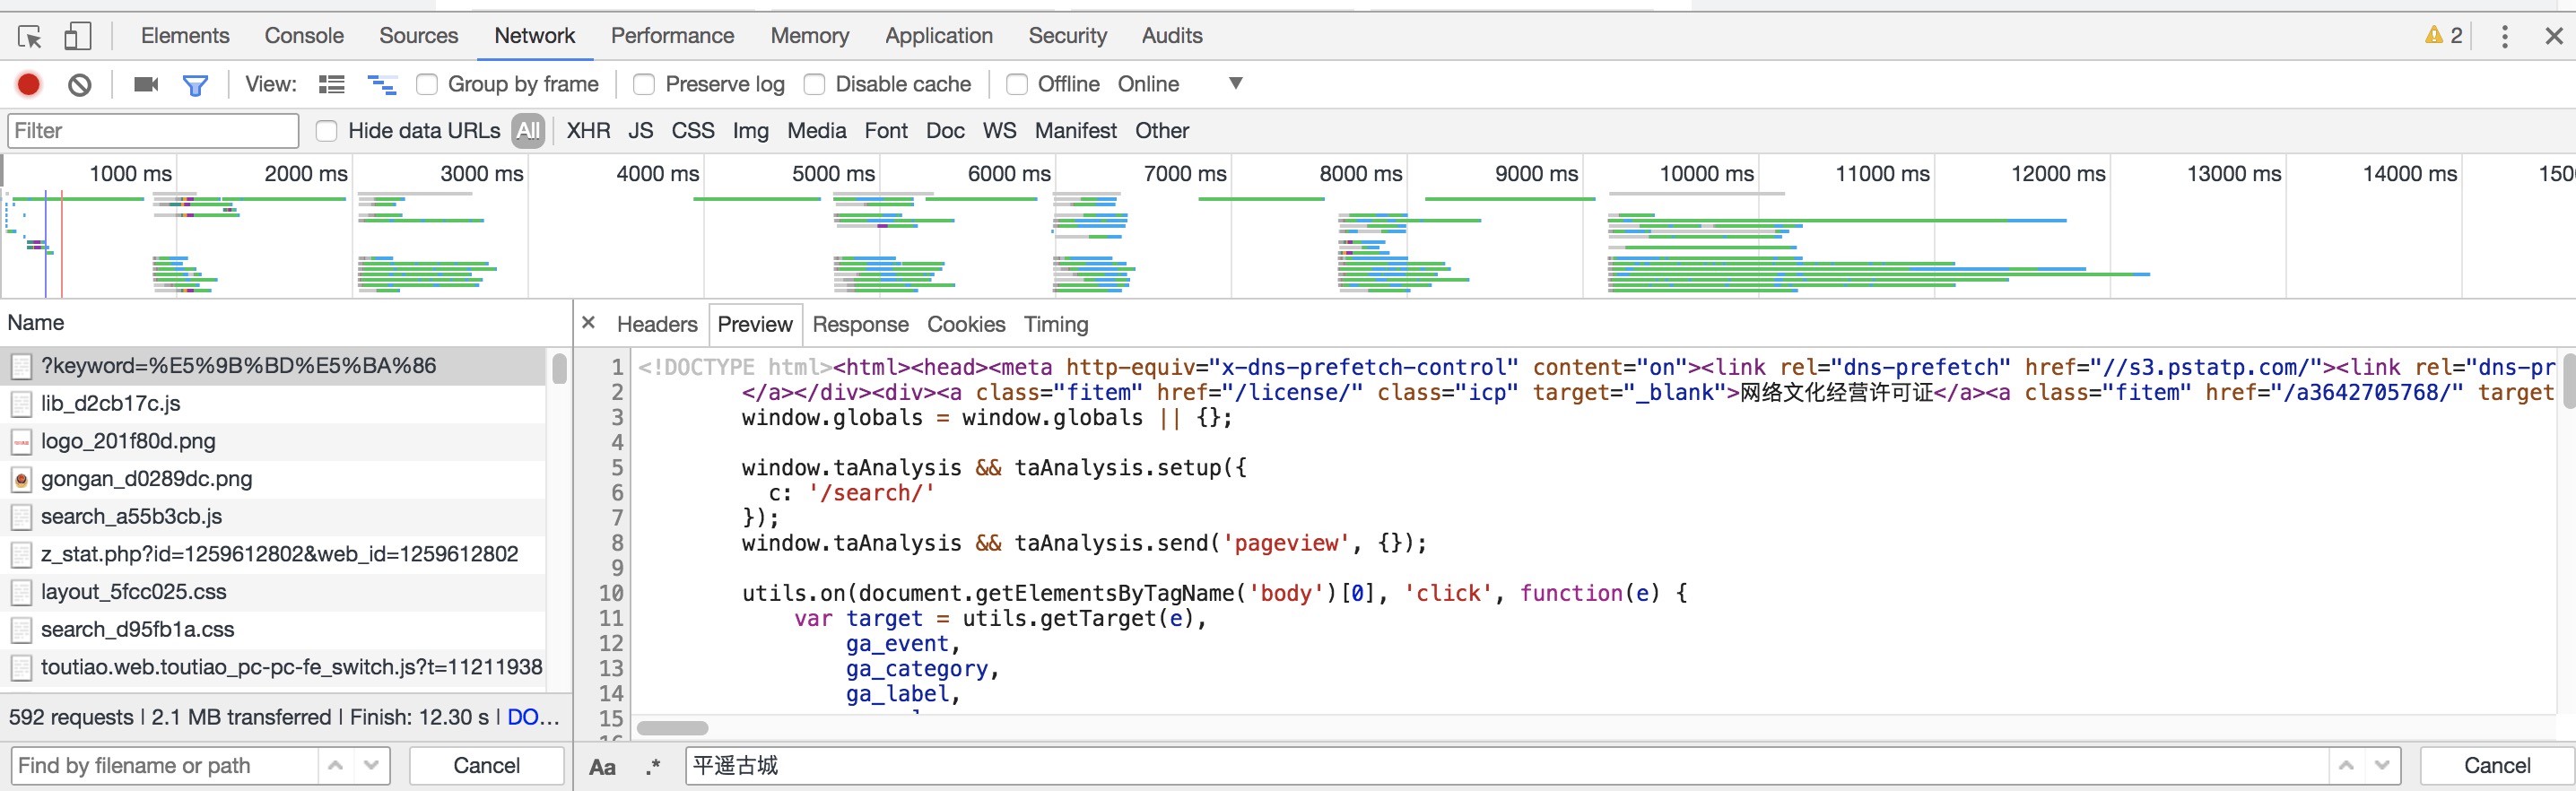 Elements Console Sources Network Performance Memory Application Security Audits 2
View: Group by frame Preserve log Disable cache Offline Online
Filter Hide data URLs All XHR JS CSS Img Media Font Doc WS Manifest Other
1000 ms 2000 ms 3000 ms 4000 ms 5000 ms 6000 ms 7000 ms 8000 ms 9000 ms 10000 ms 11000 ms 12000 ms 13000 ms 14000 ms 150
Name
?keyword=%E5%9B%BD%E5%BA%86
lib_d2cb17c.js
logo_201f80d.png
gongan_d0289dc.png
search_a55b3cb.js
z_stat.php?id=1259612802&web_id=1259612802
layout_5fcc025.css
search_d95fb1a.css
toutiao.web.toutiao_pc-pc-fe_switch.js?t=11211938
592 requests | 2.1 MB transferred | Finish: 12.30 s | DO...
Find by filename or path Cancel
× Headers Preview Response Cookies Timing
1 <!DOCTYPE html><html><head><meta http-equiv="x-dns-prefetch-control" content="on"><link rel="dns-prefetch" href="//s3.pstatp.com/"><link rel="dns-pr
2 </a></div><div><a class="fitem" href="/license/" class="icp" target="_blank">网络文化经营许可证</a><a class="fitem" href="/a3642705768/" target
3 window.globals = window.globals || {};
4
5 window.taAnalysis && taAnalysis.setup({
6 c: '/search/'
7 });
8 window.taAnalysis && taAnalysis.send('pageview', {});
9
10 utils.on(document.getElementsByTagName('body')[0], 'click', function(e) {
11 var target = utils.getTarget(e),
12 ga_event,
13 ga_category,
14 ga_label,
15
16
Aa .* 平遥古城 Cancel